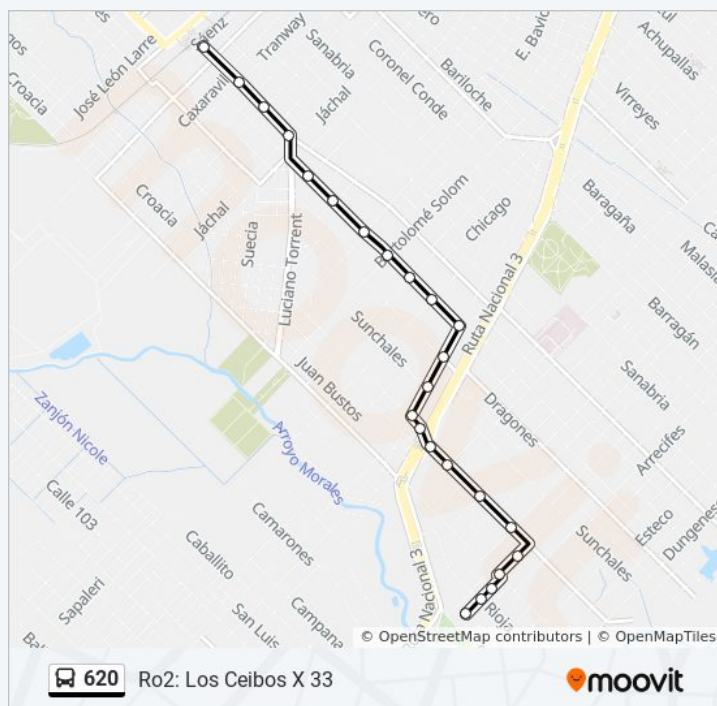 Croacia
José León Larre
Sáenz
Tranway
Sanabria
Coronel Conde
Bariloche
E. Bavio
Achupallas
Virreyes
Caxaravil
Jáchal
Croacia
Jáchal
Suecia
Luciano Torrent
Bartolomé Solom
Chicago
Baragaña
Malasi
Ruta Nacional 3
Barragán
Sunchales
Sanabria
Juan Bustos
Dragones
Zanjón Nicole
Arroyo Morales
Arrecifes
Calle 103
Camarones
Esteco
Dungenes
Sunchales
Caballito
Sapaleri
San Luis
Campana
Nacional 3
Rioja
moovit
© OpenStreetMap contributors | © OpenMapTiles
620 Ro2: Los Ceibos X 33
moovit